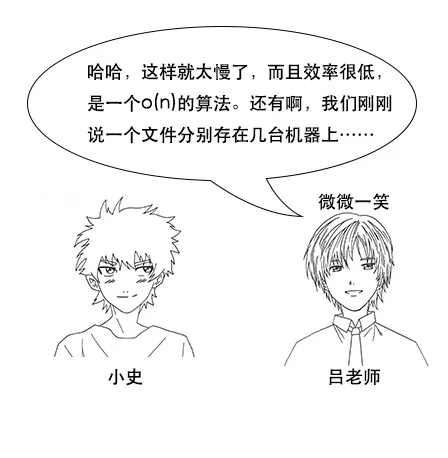 哈哈，这样就太慢了，而且效率很低，
是一个o(n)的算法。还有啊，我们刚刚
说一个文件分别存在几台机器上……
微微一笑
小史
吕老师